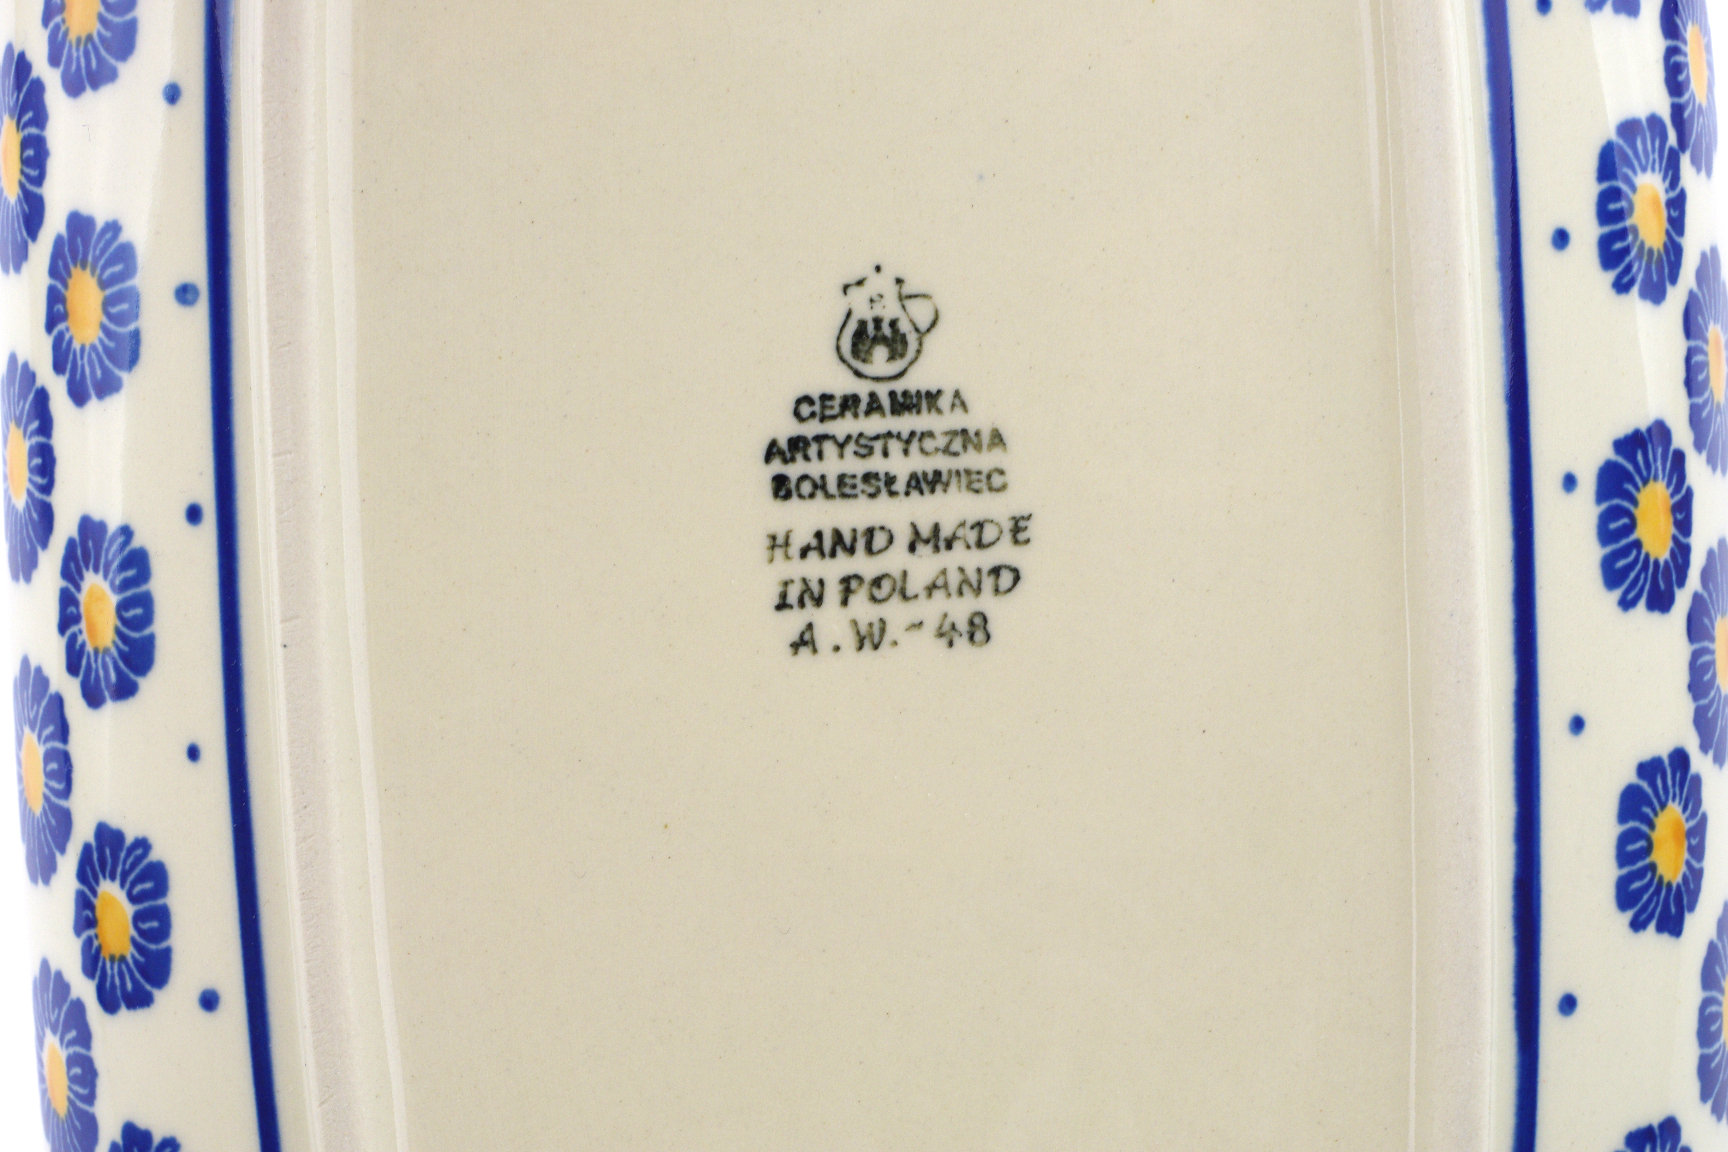 CERAMIKA
ARTYSTYCZNA
BOLESŁAWIEC
HAND MADE
IN POLAND
A.W.-48